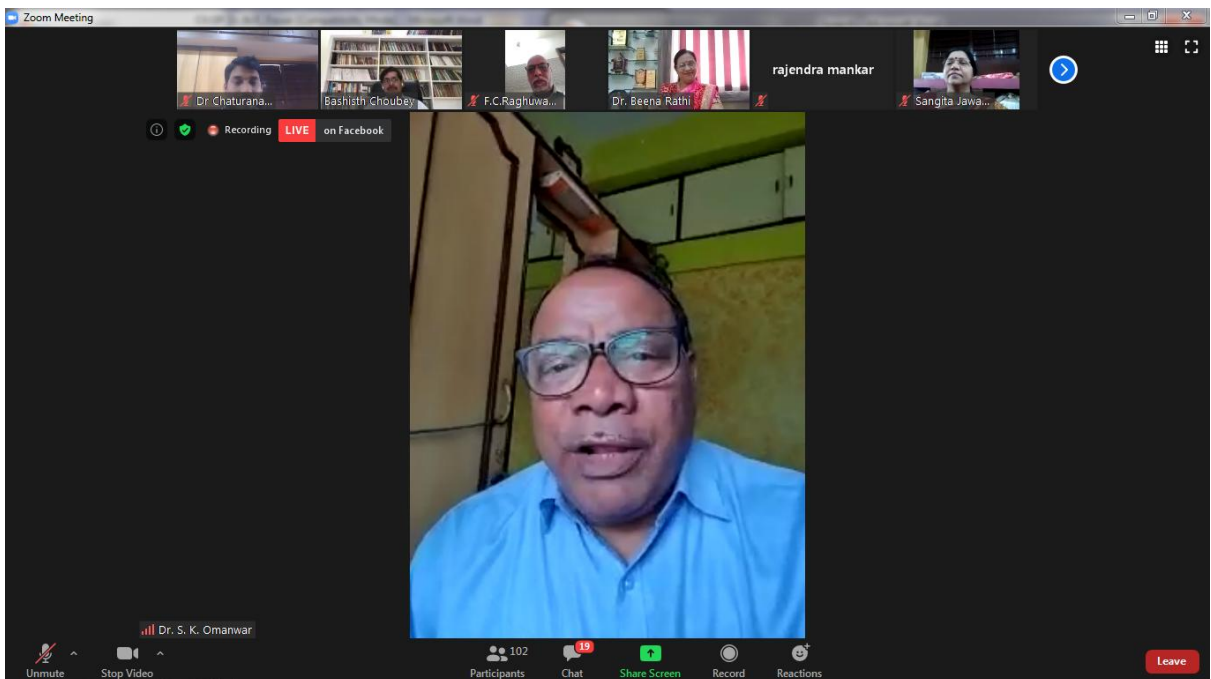 Zoom Meeting
Dr Chaturana...
Bashisth Choubey
F.C.Raghuwa...
Dr. Beena Rathi
rajendra mankar
Sangita Jawa...
Recording
LIVE
on Facebook
Dr. S. K. Omanwar
Unmute
Stop Video
102
Participants
19
Chat
Share Screen
Record
Reactions
Leave